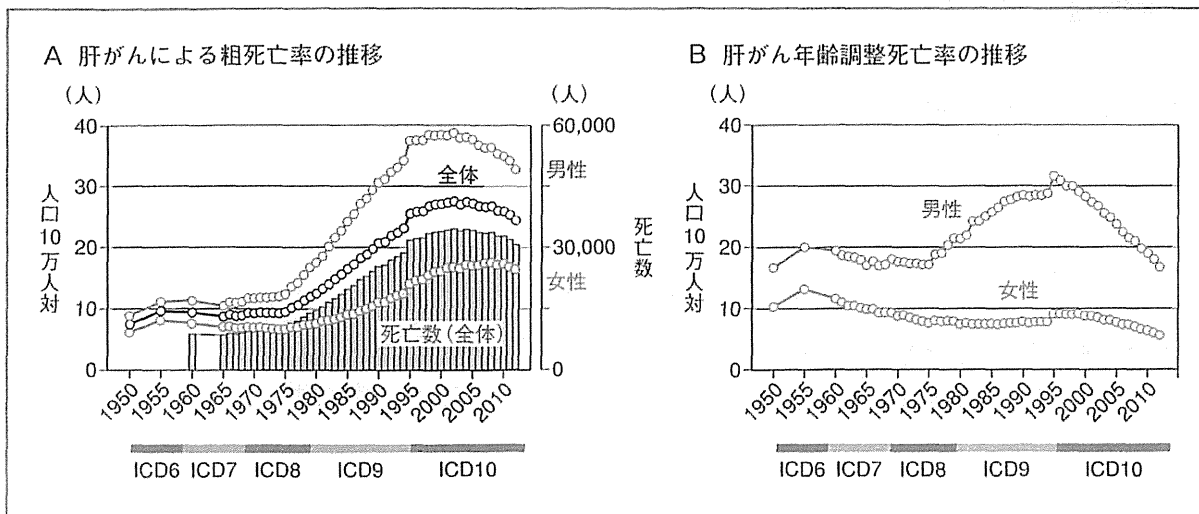 A 肝がんによる粗死亡率の推移
(人)
(人)
40
30
20
10
0
人口10万人対
60,000
30,000
0
死亡数
男性
全体
女性
死亡数(全体)
1950
1955
1960
1965
1970
1975
1980
1985
1990
1995
2000
2005
2010
ICD6 ICD7 ICD8 ICD9 ICD10
B 肝がん年齢調整死亡率の推移
(人)
40
30
20
10
0
人口10万人対
男性
女性
1950
1955
1960
1965
1970
1975
1980
1985
1990
1995
2000
2005
2010
ICD6 ICD7 ICD8 ICD9 ICD10